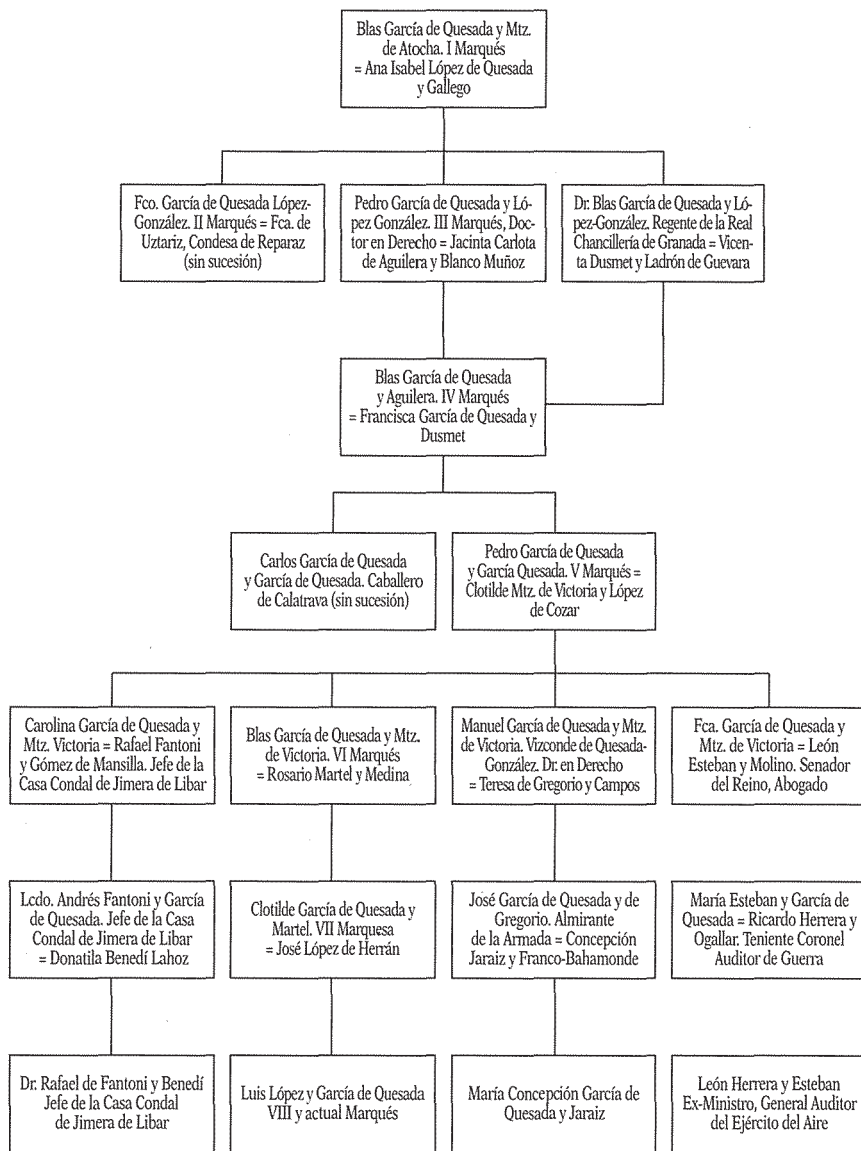 Blas García de Quesada y Mtz.
de Atocha. I Marqués
= Ana Isabel López de Quesada
y Gallego
Fco. García de Quesada López-
González. II Marqués = Fca. de
Uztariz, Condesa de Reparaz
(sin sucesión)
Pedro García de Quesada y Ló-
pez González. III Marqués, Doc-
tor en Derecho = Jacinta Carlota
de Aguilera y Blanco Muñoz
Dr. Blas García de Quesada y Ló-
pez-González. Regente de la Real
Chancillería de Granada = Vicen-
ta Dusmet y Ladrón de Guevara
Blas García de Quesada
y Aguilera. IV Marqués
= Francisca García de Quesada y
Dusmet
Carlos García de Quesada
y García de Quesada. Caballero
de Calatrava (sin sucesión)
Pedro García de Quesada
y García Quesada. V Marqués =
Clotilde Mtz. de Victoria y López
de Cozar
Carolina García de Quesada y
Mtz. Victoria = Rafael Fantoni
y Gómez de Mansilla. Jefe de la
Casa Condal de Jimera de Libar
Blas García de Quesada y Mtz.
de Victoria. VI Marqués
= Rosario Martel y Medina
Manuel García de Quesada y Mtz.
de Victoria. Vizconde de Quesada-
González. Dr. en Derecho
= Teresa de Gregorio y Campos
Fca. García de Quesada y
Mtz. de Victoria = León
Esteban y Molino. Senador
del Reino, Abogado
Lcdo. Andrés Fantoni y García
de Quesada. Jefe de la Casa
Condal de Jimera de Libar
= Donatila Benedí Lahoz
Clotilde García de Quesada y
Martel. VII Marquesa
= José López de Herrán
José García de Quesada y de
Gregorio. Almirante
de la Armada = Concepción
Jaraiz y Franco-Bahamonde
María Esteban y García de
Quesada = Ricardo Herrera y
Ogallar. Teniente Coronel
Auditor de Guerra
Dr. Rafael de Fantoni y Benedí
Jefe de la Casa Condal
de Jimera de Libar
Luis López y García de Quesada
VIII y actual Marqués
María Concepción García de
Quesada y Jaraiz
León Herrera y Esteban
Ex-Ministro, General Auditor
del Ejército del Aire